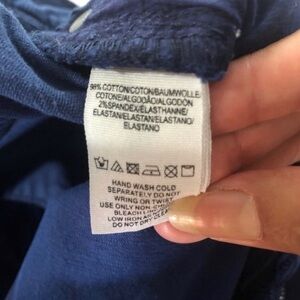 98% COTTON/COTON/BAUMWOLLE/
COTONE/ALGODÃO/ALGODÓN
2%SPANDEX/ELASTHANNE/
ELASTAN/ELASTAN/ELASTANO/
ELASTANO
HAND WASH COLD
SEPARATELY DO NOT
WRING OR TWIST
USE ONLY NON
BLEACH
LOW IRON
DO NOT DRY CLEAN